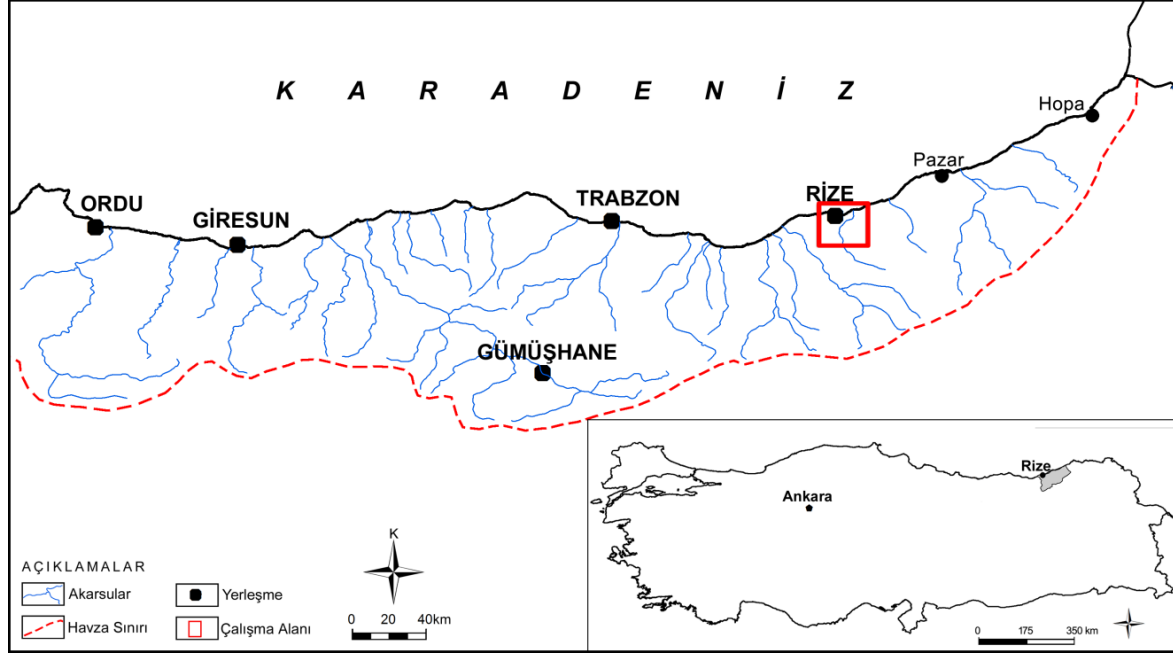 K A R A D E N İ Z
Hopa
Pazar
ORDU
GİRESUN
TRABZON
RİZE
GÜMÜŞHANE
Rize
Ankara
0 175 350 km
K
AÇIKLAMALAR
Akarsular
Yerleşme
Havza Sınırı
Çalışma Alanı
0 20 40km